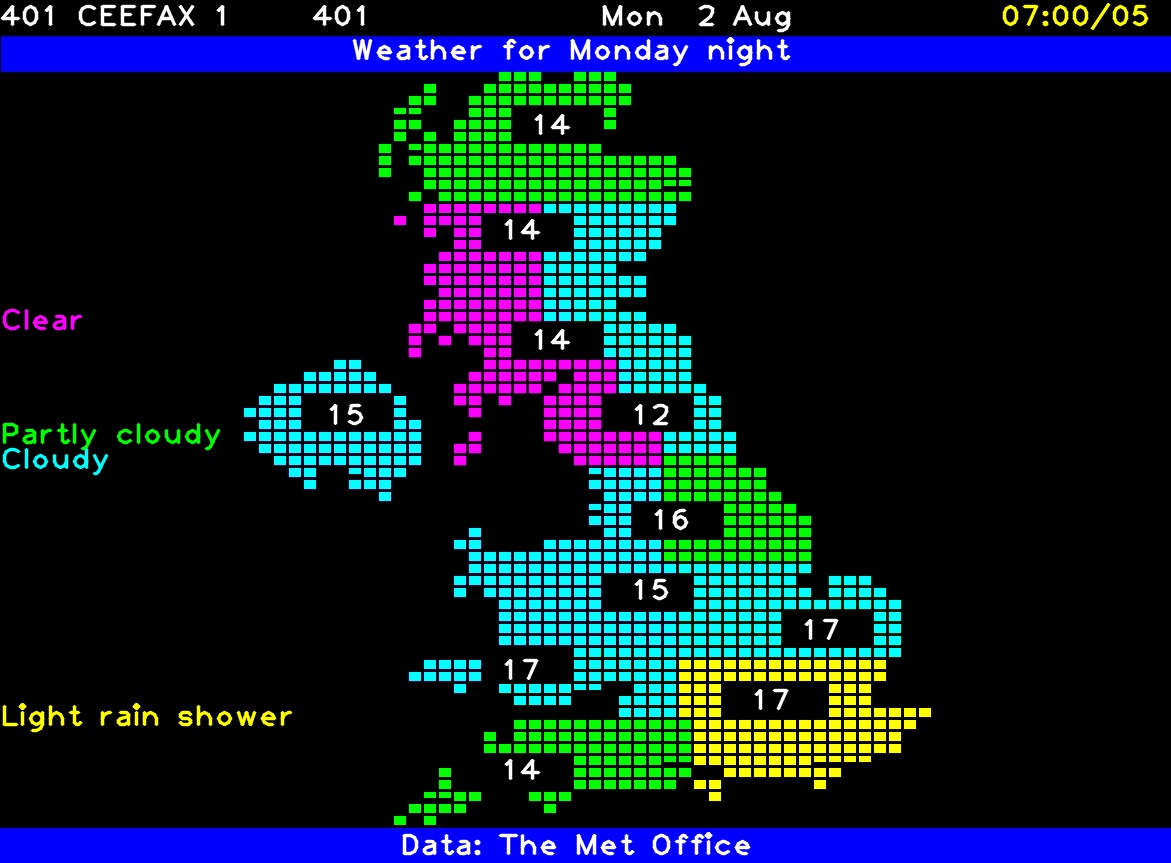 401 CEEFAX 1 401 Mon 2 Aug 07:00/05
Weather for Monday night
14
14
Clear
14
15
12
Partly cloudy
Cloudy
16
15
17
17
17
Light rain shower
14
Data: The Met Office